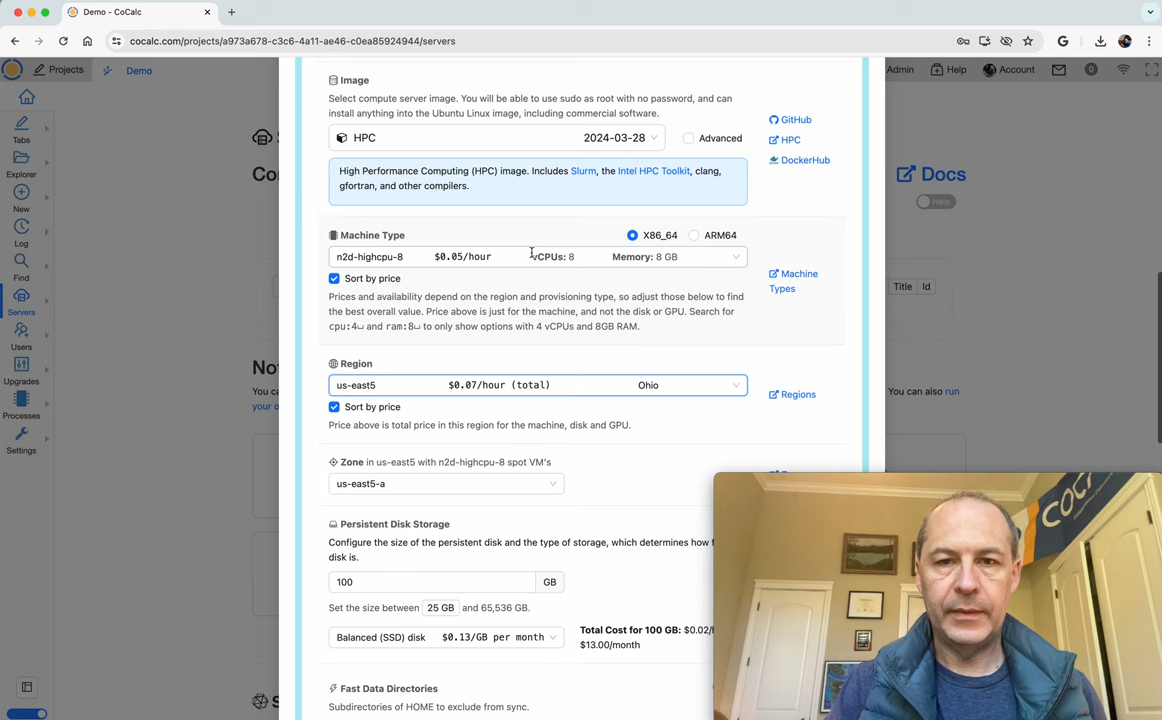 Demo - CoCalc
cocalc.com/projects/a973a678-c3c6-4a11-ae46-c0ea85924944/servers
Projects
Demo
Admin
Help
Account
0
Tabs
Explorer
New
Log
Find
Servers
Users
Upgrades
Processes
Settings
Docs
Help
Title
Id
You can also run
Image
Select compute server image. You will be able to use sudo as root with no password, and can
install anything into the Ubuntu Linux image, including commercial software.
HPC 2024-03-28
Advanced
GitHub
HPC
DockerHub
High Performance Computing (HPC) image. Includes Slurm, the Intel HPC Toolkit, clang,
gfortran, and other compilers.
Machine Type
X86_64
ARM64
n2d-highcpu-8 $0.05/hour vCPUs: 8 Memory: 8 GB
Sort by price
Machine
Types
Prices and availability depend on the region and provisioning type, so adjust those below to find
the best overall value. Price above is just for the machine, and not the disk or GPU. Search for
cpu:4␣ and ram:8␣ to only show options with 4 vCPUs and 8GB RAM.
Region
us-east5 $0.07/hour (total) Ohio
Regions
Sort by price
Price above is total price in this region for the machine, disk and GPU.
Zone in us-east5 with n2d-highcpu-8 spot VM's
us-east5-a
Persistent Disk Storage
Configure the size of the persistent disk and the type of storage, which determines how
disk is.
100 GB
Set the size between 25 GB and 65,536 GB.
Balanced (SSD) disk $0.13/GB per month
Total Cost for 100 GB: $0.02/
$13.00/month
Fast Data Directories
Subdirectories of HOME to exclude from sync.